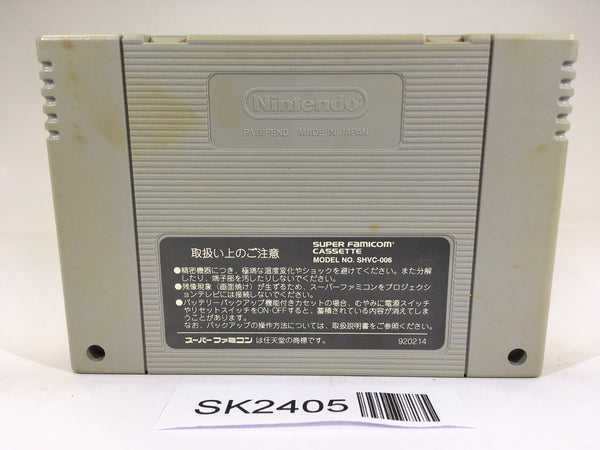 Nintendo
PAT. PEND. MADE IN JAPAN
取扱い上のご注意
SUPER FAMICOM
CASSETTE
MODEL NO. SHVC-006
●精密機器につき、極端な温度変化やショックを避けてください。また分解
したり、端子部を汚したりしないでください。
●残像現象（画面焼け）が生ずるため、スーパーファミコンをプロジェクシ
ョンテレビには接続しないでください。
●バッテリーバックアップ機能付きカセットの場合、むやみに電源スイッチ
やリセットスイッチをON・OFFすると、蓄積されている内容が消えてしま
うことがあります。
なお、バックアップの操作方法については、取扱説明書をご参照ください。
スーパーファミコンは任天堂の商標です。
920214
SK2405